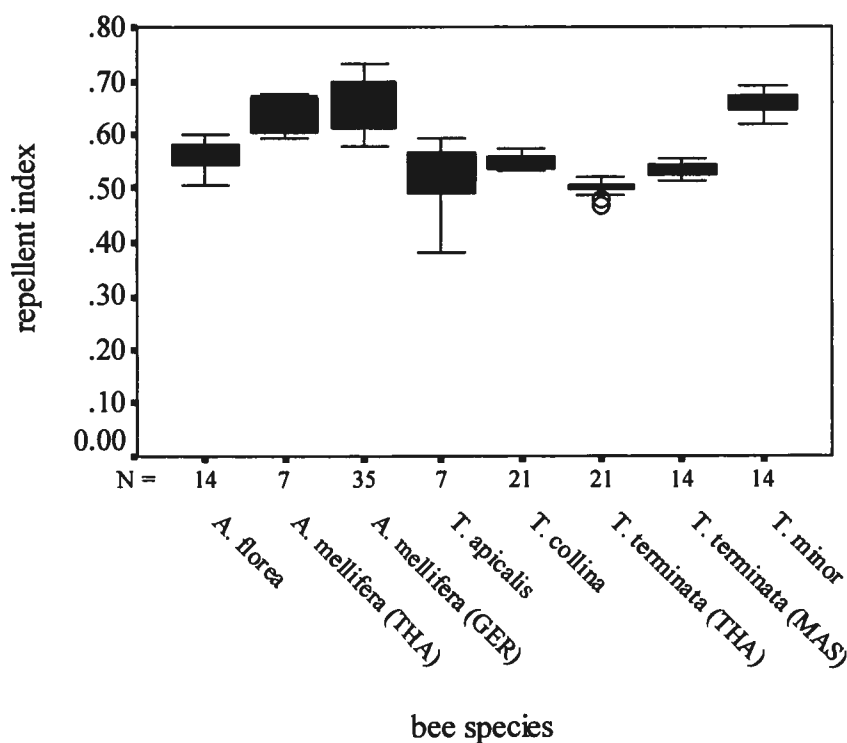 .80
.70
.60
.50
.40
.30
.20
.10
0.00
repellent index
N = 14 7 35 7 21 21 14 14
A. florea
A. mellifera (THA)
A. mellifera (GER)
T. apicalis
T. collina
T. terminata (THA)
T. terminata (MAS)
T. minor
bee species